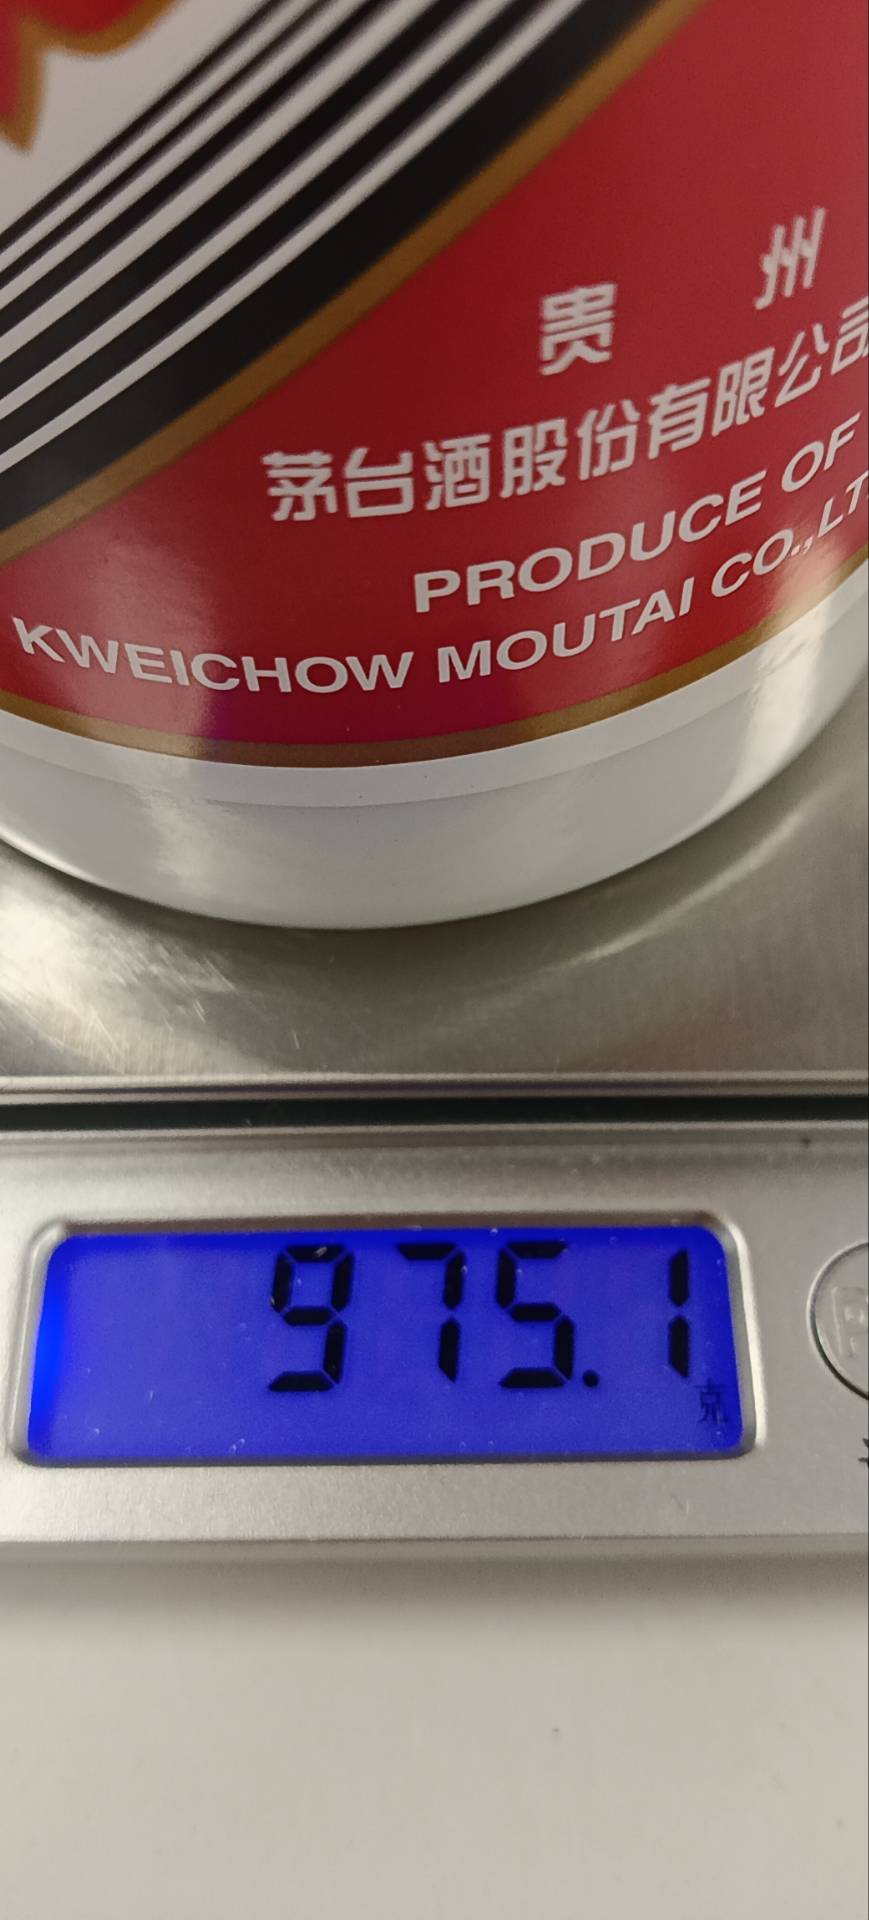 贵 州
茅台酒股份有限公司
PRODUCE OF
KWEICHOW MOUTAI CO.,LT
975.1
克
P